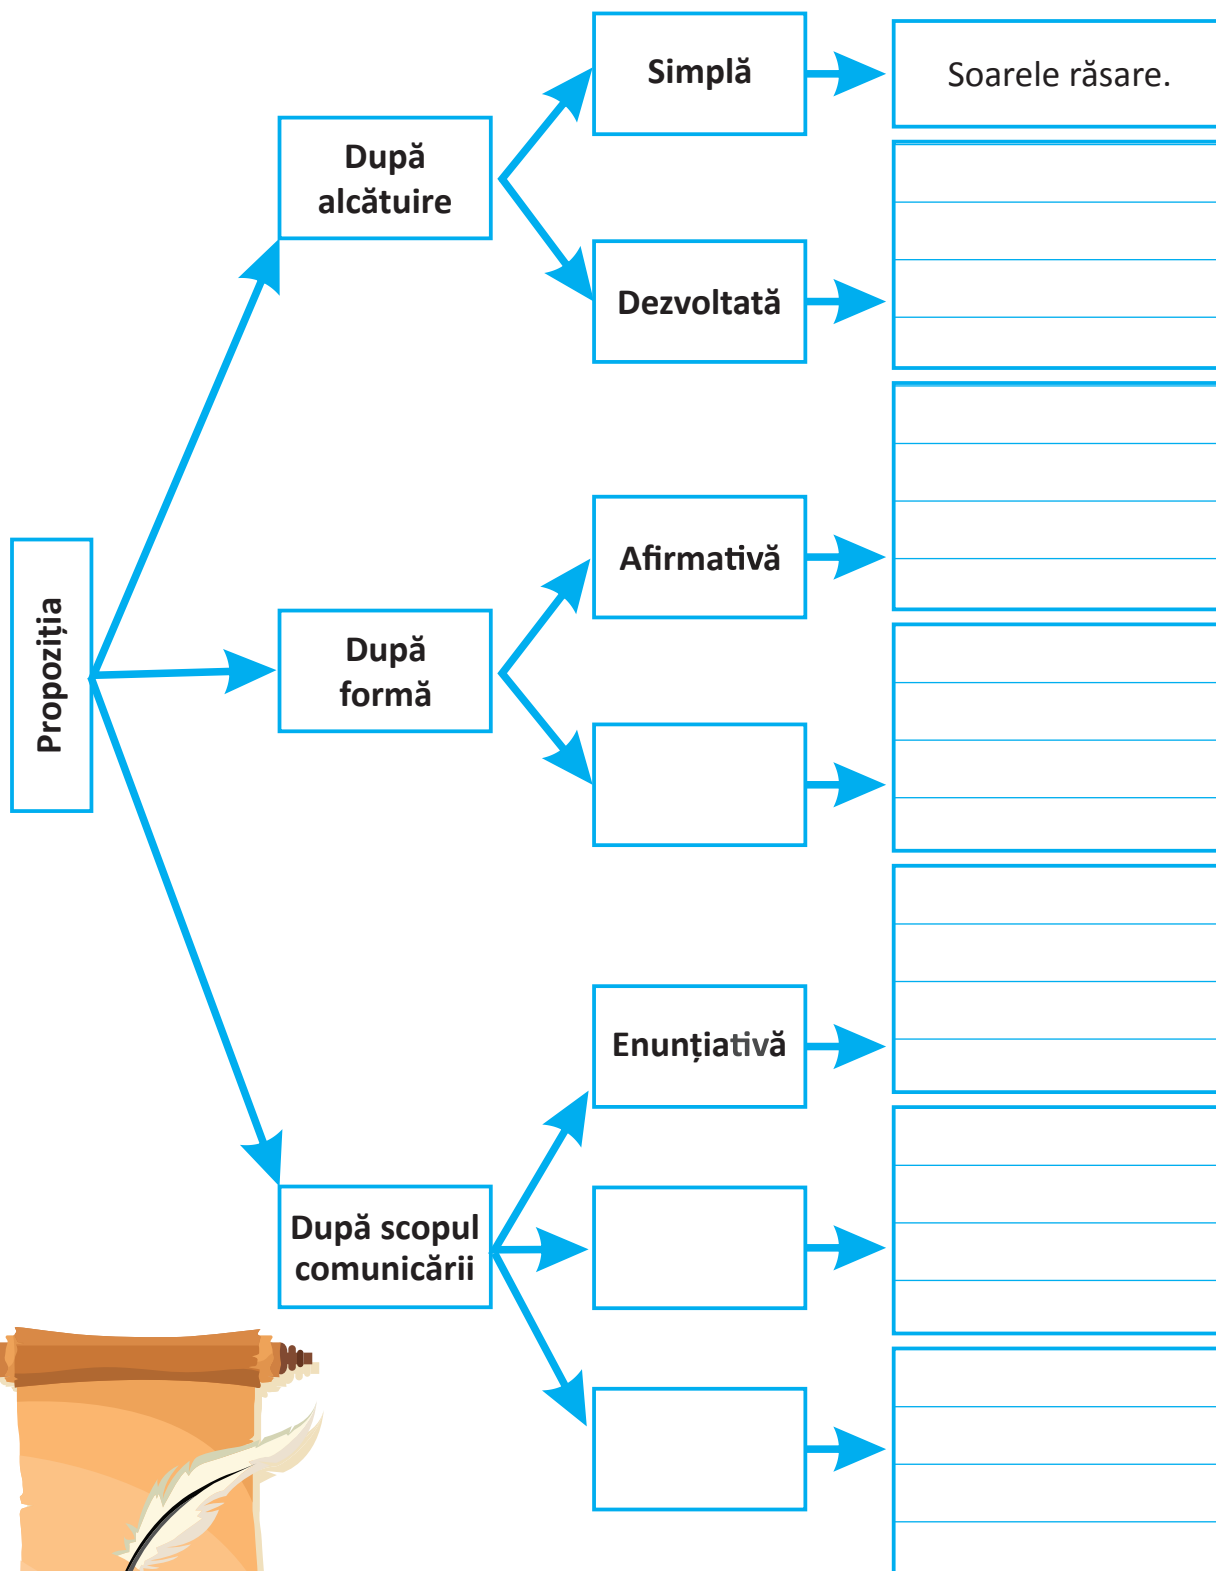 Simplă
Soarele răsare.
După
alcătuire
Dezvoltată
Afirmativă
Propoziția
După
formă
Enunțiativă
După scopul
comunicării